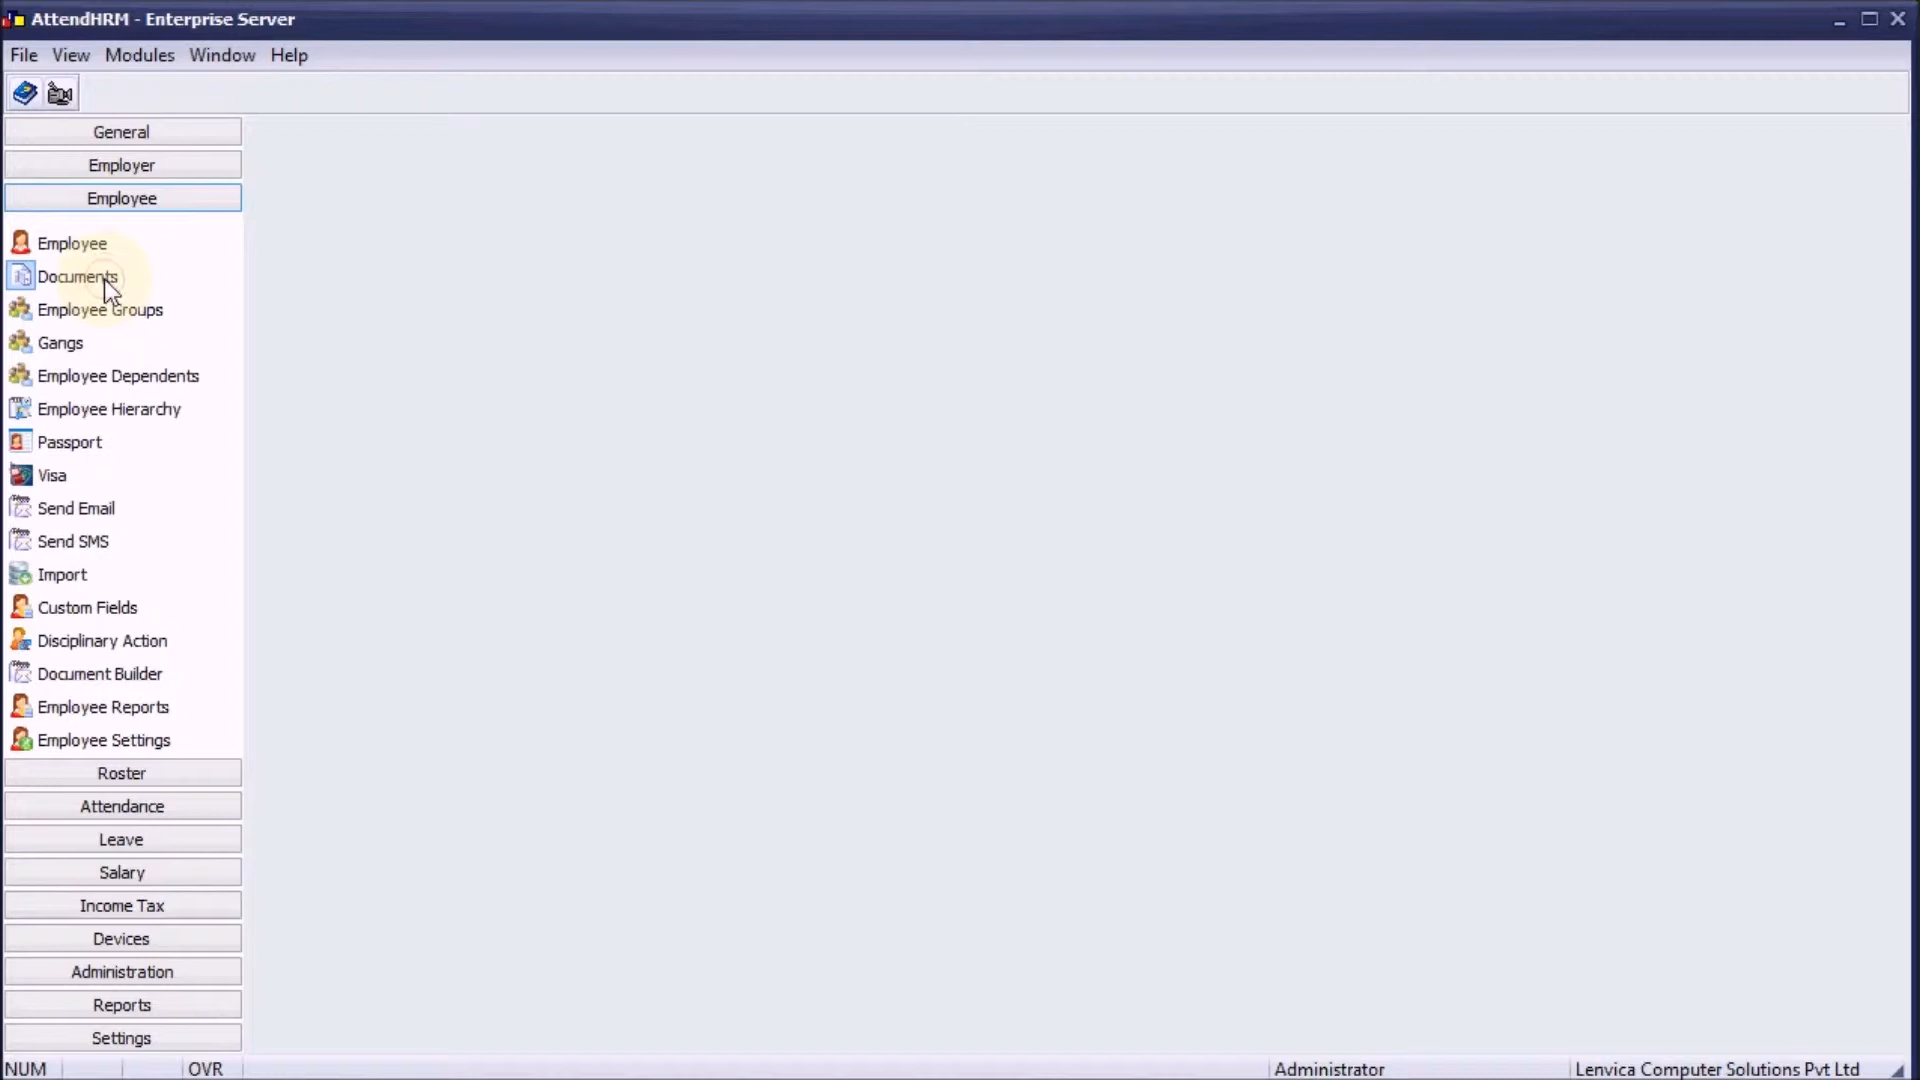 AttendHRM - Enterprise Server
File View Modules Window Help
General
Employer
Employee
Employee
Documents
Employee Groups
Gangs
Employee Dependents
Employee Hierarchy
Passport
Visa
Send Email
Send SMS
Import
Custom Fields
Disciplinary Action
Document Builder
Employee Reports
Employee Settings
Roster
Attendance
Leave
Salary
Income Tax
Devices
Administration
Reports
Settings
NUM OVR Administrator Lenvica Computer Solutions Pvt Ltd